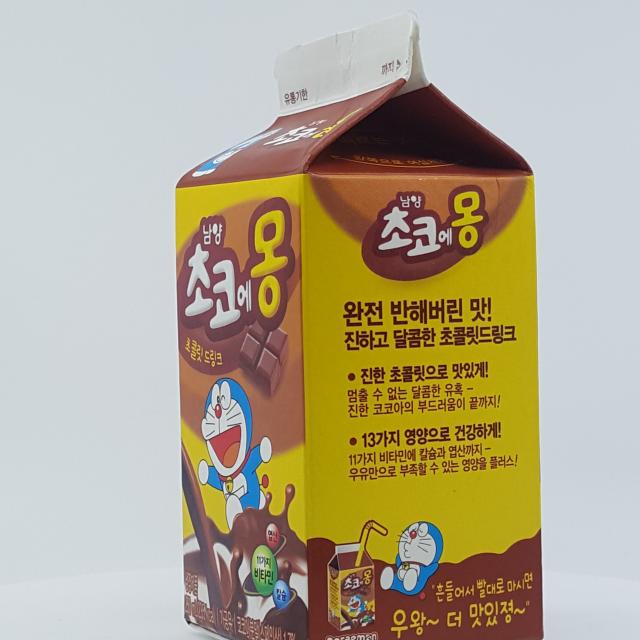 유통기한
까지
남양
초코에몽
초콜릿 드링크
엽산
11가지
비타민
칼슘
남양
초코에몽
완전 반해버린 맛!
진하고 달콤한 초콜릿드링크
• 진한 초콜릿으로 맛있게!
멈출 수 없는 달콤한 유혹 –
진한 코코아의 부드러움이 끝까지!
• 13가지 영양으로 건강하게!
11가지 비타민에 칼슘과 엽산까지 –
우유만으로 부족할 수 있는 영양을 플러스!
초코에몽
Doraemon
"흔들어서 빨대로 마시면
우왕~ 더 맛있졍~"